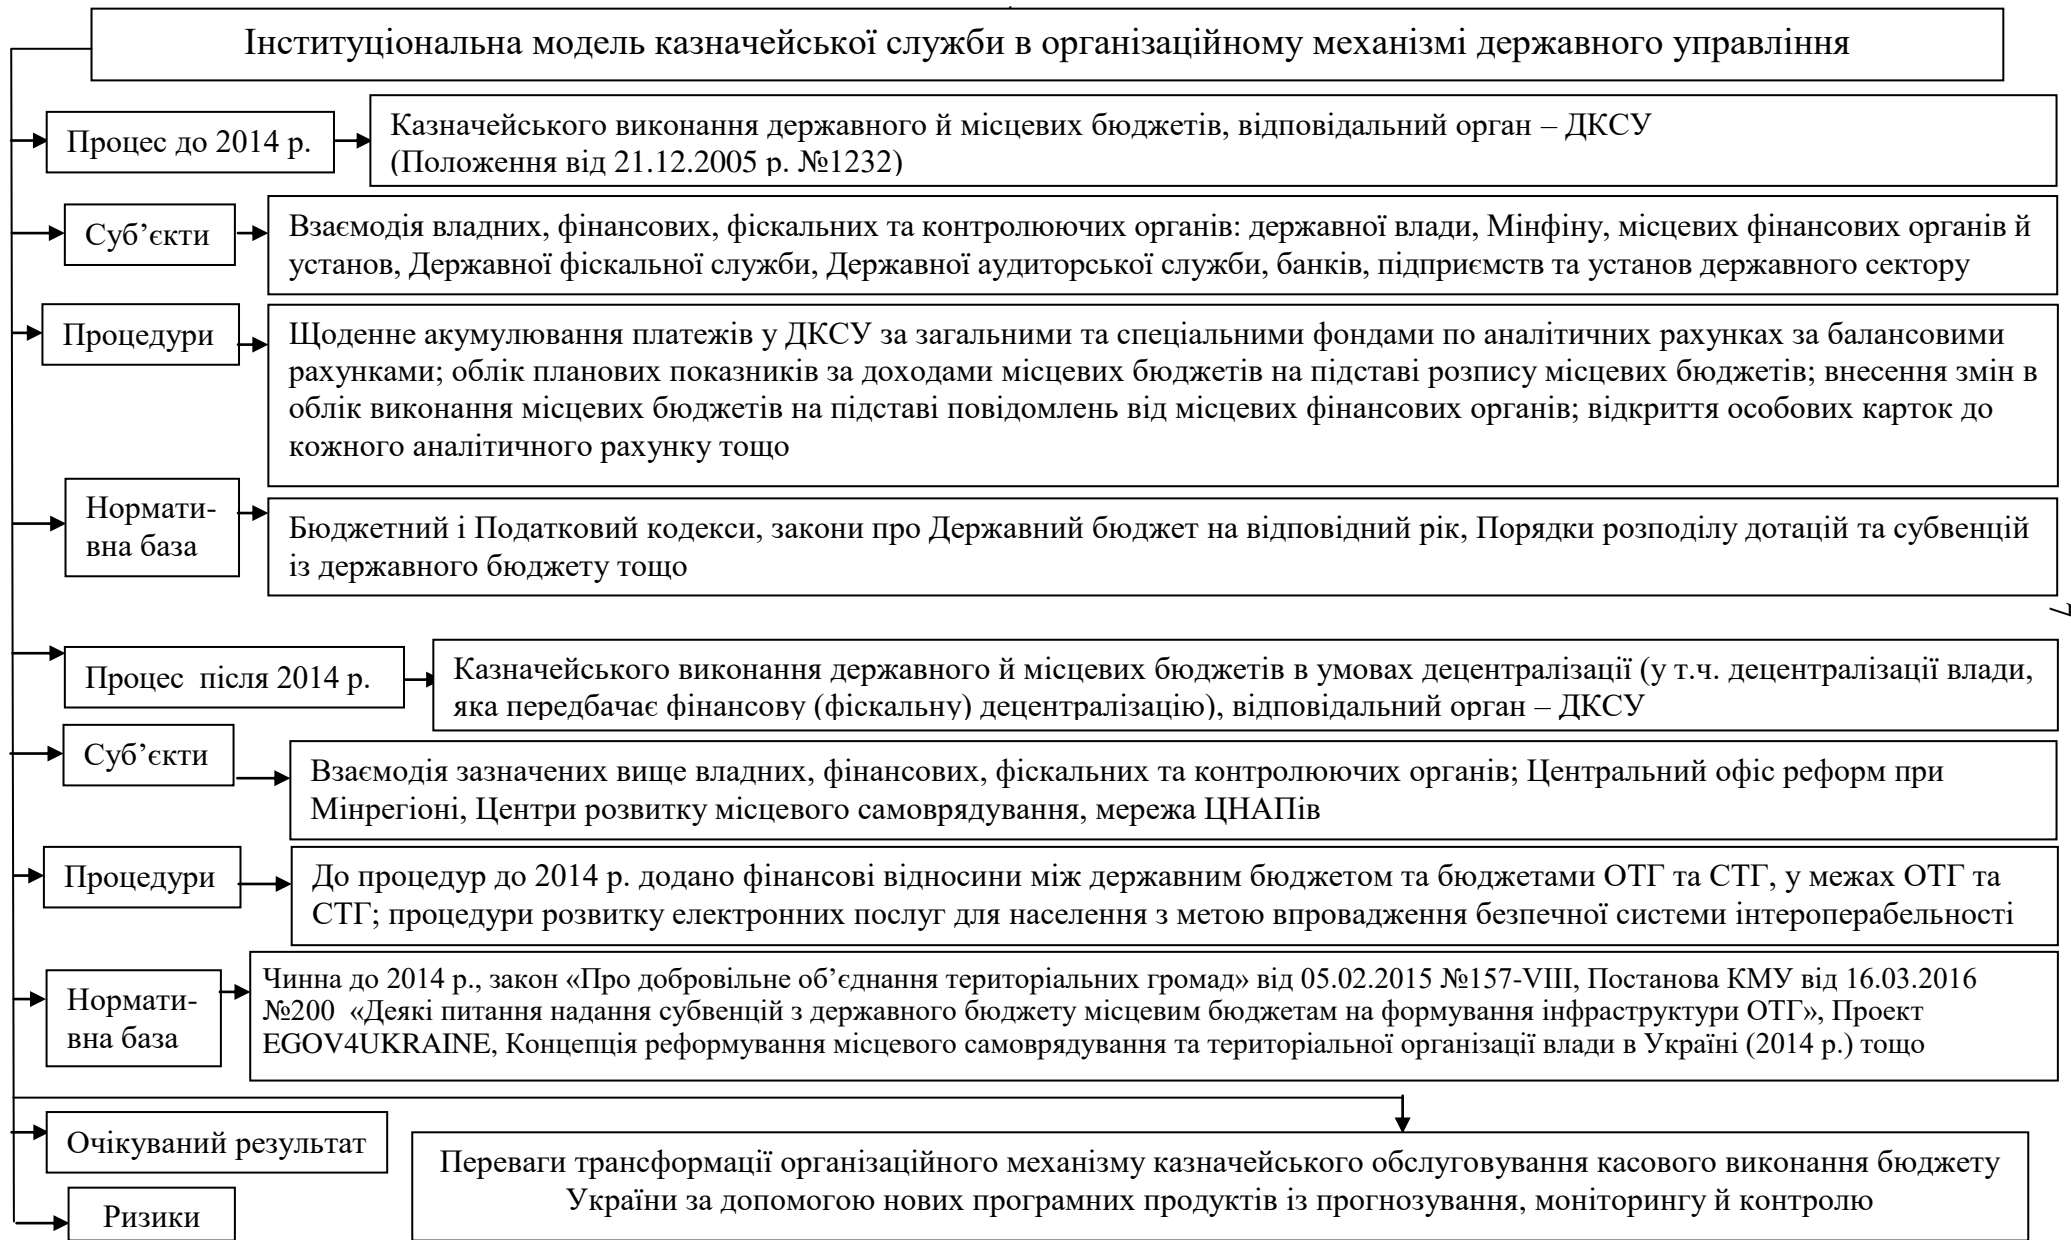 Інституціональна модель казначейської служби в організаційному механізмі державного управління
Процес до 2014 р.
Казначейського виконання державного й місцевих бюджетів, відповідальний орган – ДКСУ
(Положення від 21.12.2005 р. №1232)
Суб’єкти
Взаємодія владних, фінансових, фіскальних та контролюючих органів: державної влади, Мінфіну, місцевих фінансових органів й
установ, Державної фіскальної служби, Державної аудиторської служби, банків, підприємств та установ державного сектору
Процедури
Щоденне акумулювання платежів у ДКСУ за загальними та спеціальними фондами по аналітичних рахунках за балансовими
рахунками; облік планових показників за доходами місцевих бюджетів на підставі розпису місцевих бюджетів; внесення змін в
облік виконання місцевих бюджетів на підставі повідомлень від місцевих фінансових органів; відкриття особових карток до
кожного аналітичного рахунку тощо
Нормати-
вна база
Бюджетний і Податковий кодекси, закони про Державний бюджет на відповідний рік, Порядки розподілу дотацій та субвенцій
із державного бюджету тощо
7
Процес після 2014 р.
Казначейського виконання державного й місцевих бюджетів в умовах децентралізації (у т.ч. децентралізації влади,
яка передбачає фінансову (фіскальну) децентралізацію), відповідальний орган – ДКСУ
Суб’єкти
Взаємодія зазначених вище владних, фінансових, фіскальних та контролюючих органів; Центральний офіс реформ при
Мінрегіоні, Центри розвитку місцевого самоврядування, мережа ЦНАПів
Процедури
До процедур до 2014 р. додано фінансові відносини між державним бюджетом та бюджетами ОТГ та СТГ, у межах ОТГ та
СТГ; процедури розвитку електронних послуг для населення з метою впровадження безпечної системи інтероперабельності
Нормати-
вна база
Чинна до 2014 р., закон «Про добровільне об’єднання територіальних громад» від 05.02.2015 №157-VIII, Постанова КМУ від 16.03.2016
№200 «Деякі питання надання субвенцій з державного бюджету місцевим бюджетам на формування інфраструктури ОТГ», Проект
EGOV4UKRAINE, Концепція реформування місцевого самоврядування та територіальної організації влади в Україні (2014 р.) тощо
Очікуваний результат
Переваги трансформації організаційного механізму казначейського обслуговування касового виконання бюджету
України за допомогою нових програмних продуктів із прогнозування, моніторингу й контролю
Ризики